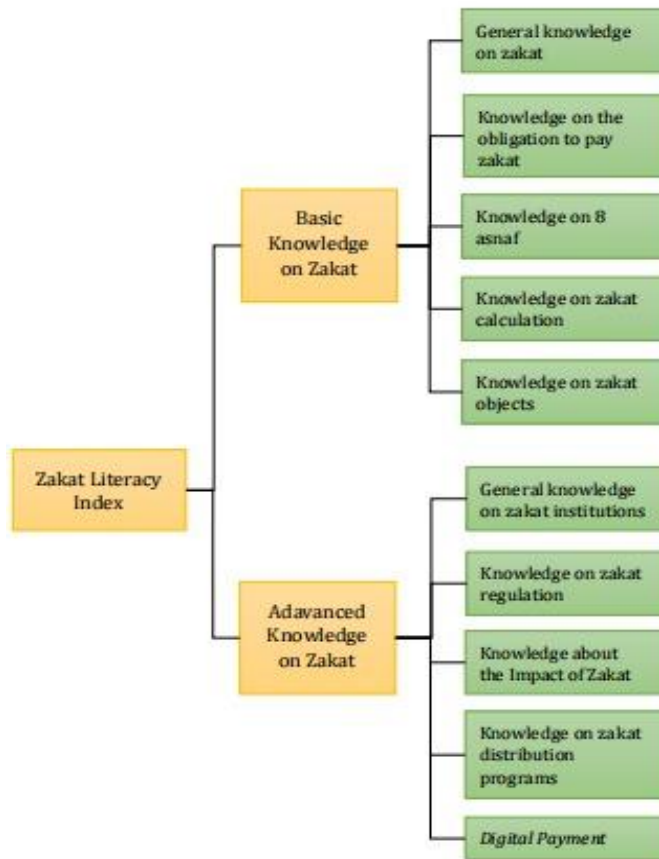 Zakat Literacy
Index
Basic
Knowledge
on Zakat
General knowledge
on zakat
Knowledge on the
obligation to pay
zakat
Knowledge on 8
asnaf
Knowledge on zakat
calculation
Knowledge on zakat
objects
Adavanced
Knowledge
on Zakat
General knowledge
on zakat institutions
Knowledge on zakat
regulation
Knowledge about
the Impact of Zakat
Knowledge on zakat
distribution
programs
Digital Payment